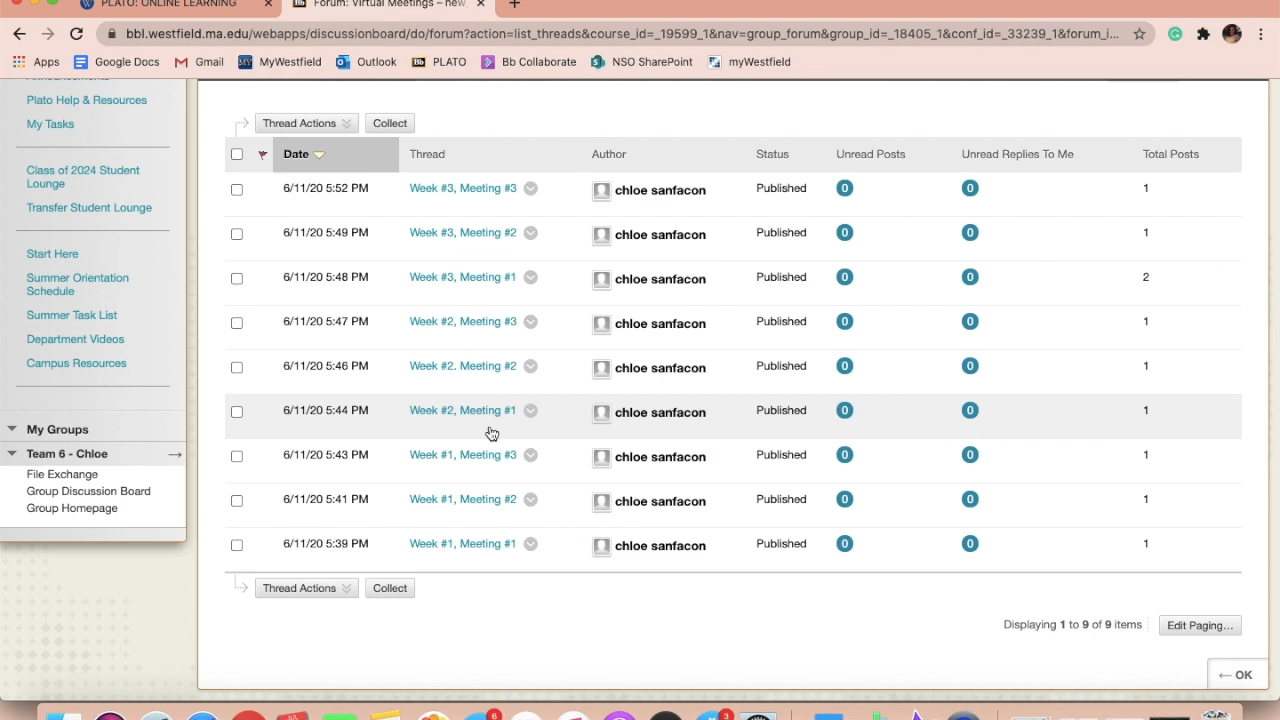 PLATO: ONLINE LEARNING
Forum: Virtual Meetings – new
bbl.westfield.ma.edu/webapps/discussionboard/do/forum?action=list_threads&course_id=_19599_1&nav=group_forum&group_id=_18405_1&conf_id=_33239_1&forum_i...
Apps Google Docs Gmail MyWestfield Outlook Bb PLATO Bb Collaborate NSO SharePoint myWestfield
Announcements
Plato Help & Resources
My Tasks
Class of 2024 Student
Lounge
Transfer Student Lounge
Start Here
Summer Orientation
Schedule
Summer Task List
Department Videos
Campus Resources
My Groups
Team 6 - Chloe
File Exchange
Group Discussion Board
Group Homepage
Thread Actions Collect
Date Thread Author Status Unread Posts Unread Replies To Me Total Posts
6/11/20 5:52 PM Week #3, Meeting #3 chloe sanfacon Published 0 0 1
6/11/20 5:49 PM Week #3, Meeting #2 chloe sanfacon Published 0 0 1
6/11/20 5:48 PM Week #3, Meeting #1 chloe sanfacon Published 0 0 2
6/11/20 5:47 PM Week #2, Meeting #3 chloe sanfacon Published 0 0 1
6/11/20 5:46 PM Week #2. Meeting #2 chloe sanfacon Published 0 0 1
6/11/20 5:44 PM Week #2, Meeting #1 chloe sanfacon Published 0 0 1
6/11/20 5:43 PM Week #1, Meeting #3 chloe sanfacon Published 0 0 1
6/11/20 5:41 PM Week #1, Meeting #2 chloe sanfacon Published 0 0 1
6/11/20 5:39 PM Week #1, Meeting #1 chloe sanfacon Published 0 0 1
Thread Actions Collect
Displaying 1 to 9 of 9 items Edit Paging...
← OK
6 3